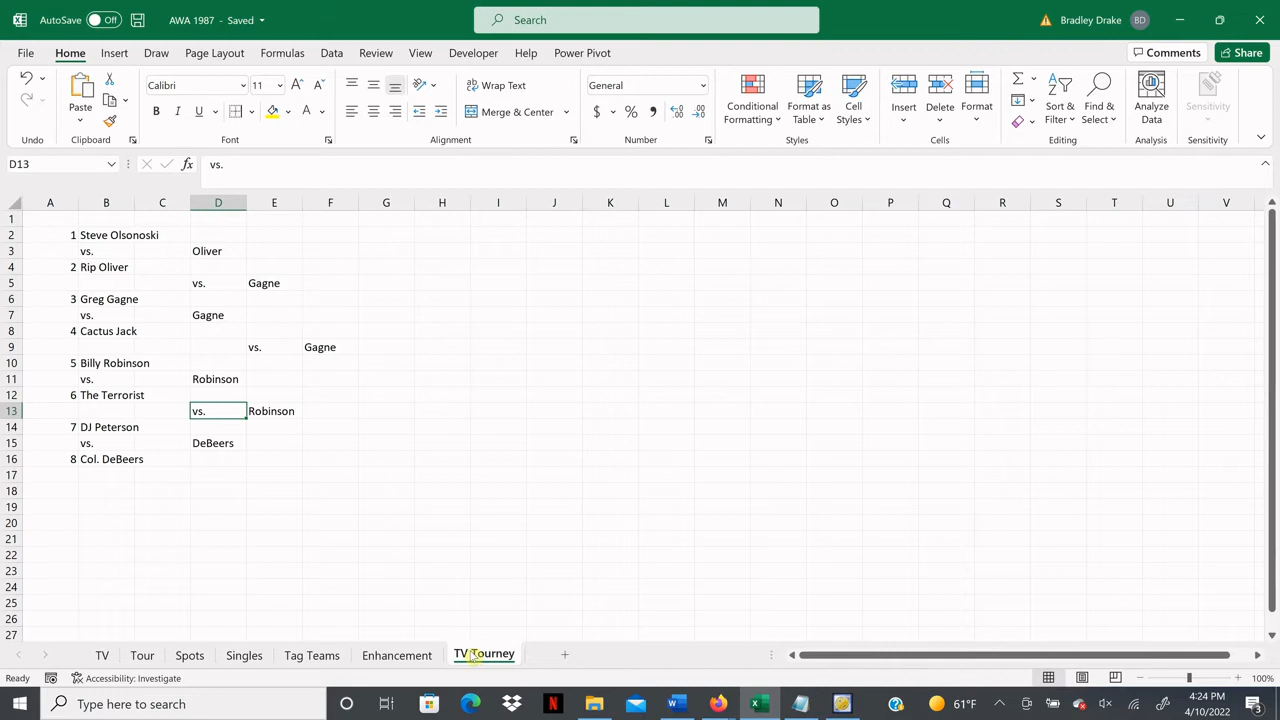 AutoSave Off AWA 1987 - Saved Search Bradley Drake BD
File Home Insert Draw Page Layout Formulas Data Review View Developer Help Power Pivot Comments Share
Calibri 11 Wrap Text General
Paste B I U Merge & Center $ % Conditional Formatting Format as Table Cell Styles Insert Delete Format Sort & Filter Find & Select Analyze Data Sensitivity
Undo Clipboard Font Alignment Number Styles Cells Editing Analysis Sensitivity
D13 fx vs.
A B C D E F G H I J K L M N O P Q R S T U V
1
2 1 Steve Olsonoski
3 vs. Oliver
4 2 Rip Oliver
5 vs. Gagne
6 3 Greg Gagne
7 vs. Gagne
8 4 Cactus Jack
9 vs. Gagne
10 5 Billy Robinson
11 vs. Robinson
12 6 The Terrorist
13 vs. Robinson
14 7 DJ Peterson
15 vs. DeBeers
16 8 Col. DeBeers
17
18
19
20
21
22
23
24
25
26
27
TV Tour Spots Singles Tag Teams Enhancement TV Tourney
Ready Accessibility: Investigate 100%
Type here to search 61°F 4:24 PM
4/10/2022 3